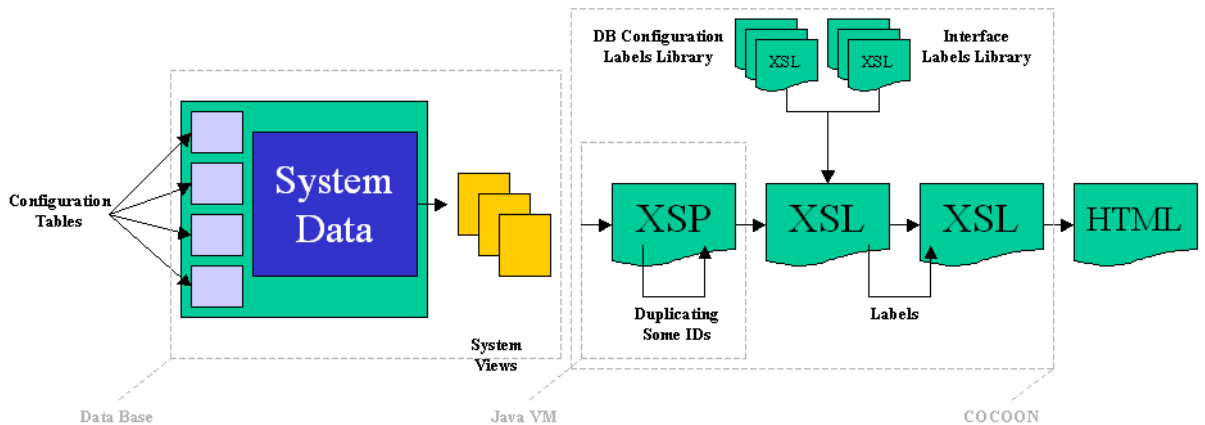 DB Configuration
Labels Library
XSL
XSL
Interface
Labels Library
Configuration
Tables
System
Data
XSP
XSL
XSL
HTML
Duplicating
Some IDs
Labels
System
Views
Data Base
Java VM
COCOON